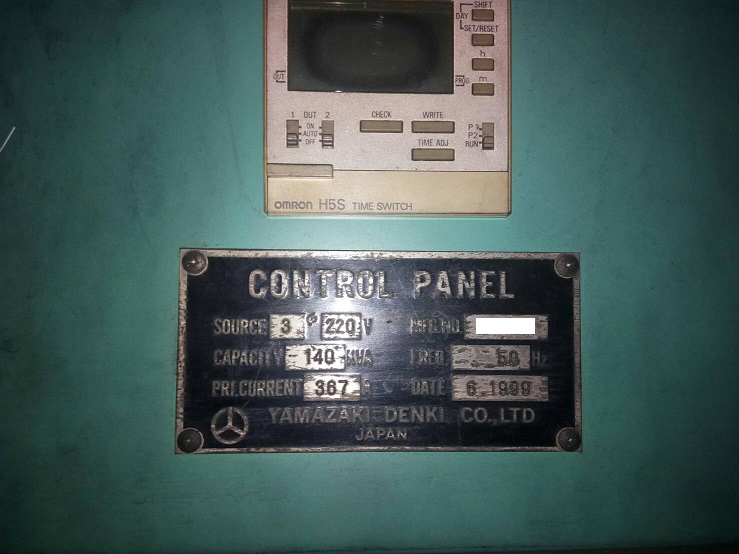 SHIFT
DAY
SET/RESET
h
m
OUT
PROG
1 OUT 2
ON
AUTO
OFF
CHECK
WRITE
TIME ADJ
P1
P2
RUN
omron H5S TIME SWITCH
CONTROL PANEL
SOURCE 3 ø 220 V MFG.NO.
CAPACITY 140 KVA FREQ. 50 Hz
PRI.CURRENT 367 A DATE 6.1999
YAMAZAKI DENKI CO.,LTD
JAPAN